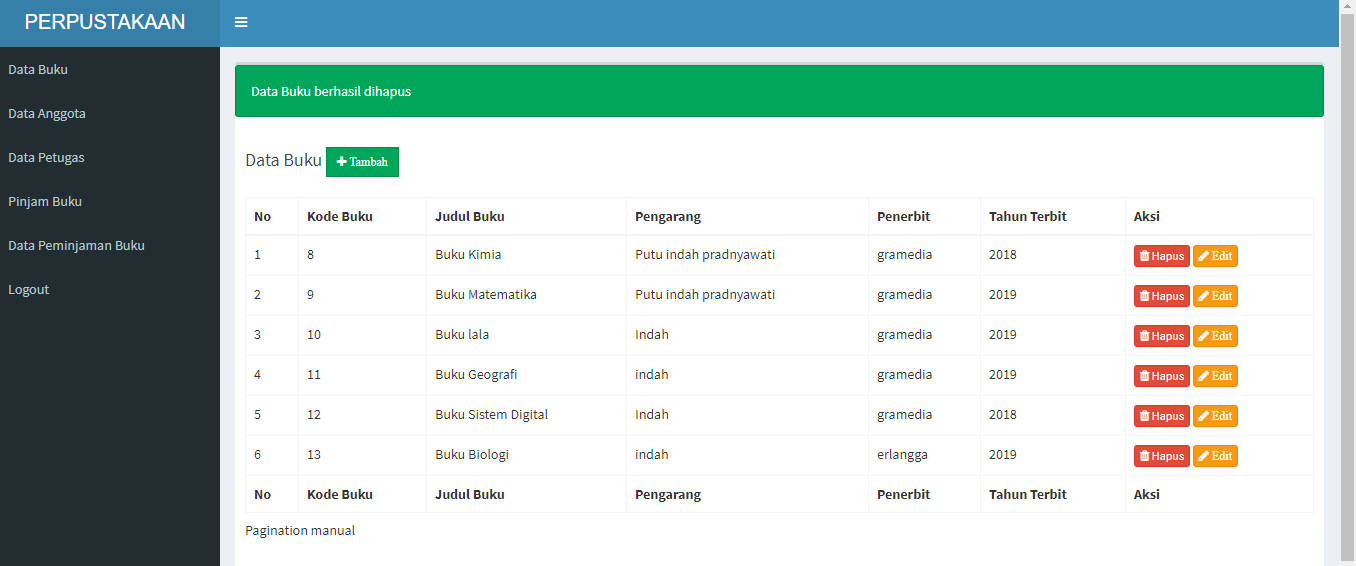 PERPUSTAKAAN
Data Buku
Data Anggota
Data Petugas
Pinjam Buku
Data Peminjaman Buku
Logout
Data Buku berhasil dihapus
Data Buku Tambah
No Kode Buku Judul Buku Pengarang Penerbit Tahun Terbit Aksi
1 8 Buku Kimia Putu indah pradnyawati gramedia 2018 Hapus Edit
2 9 Buku Matematika Putu indah pradnyawati gramedia 2019 Hapus Edit
3 10 Buku lala Indah gramedia 2019 Hapus Edit
4 11 Buku Geografi indah gramedia 2019 Hapus Edit
5 12 Buku Sistem Digital Indah gramedia 2018 Hapus Edit
6 13 Buku Biologi indah erlangga 2019 Hapus Edit
No Kode Buku Judul Buku Pengarang Penerbit Tahun Terbit Aksi
Pagination manual